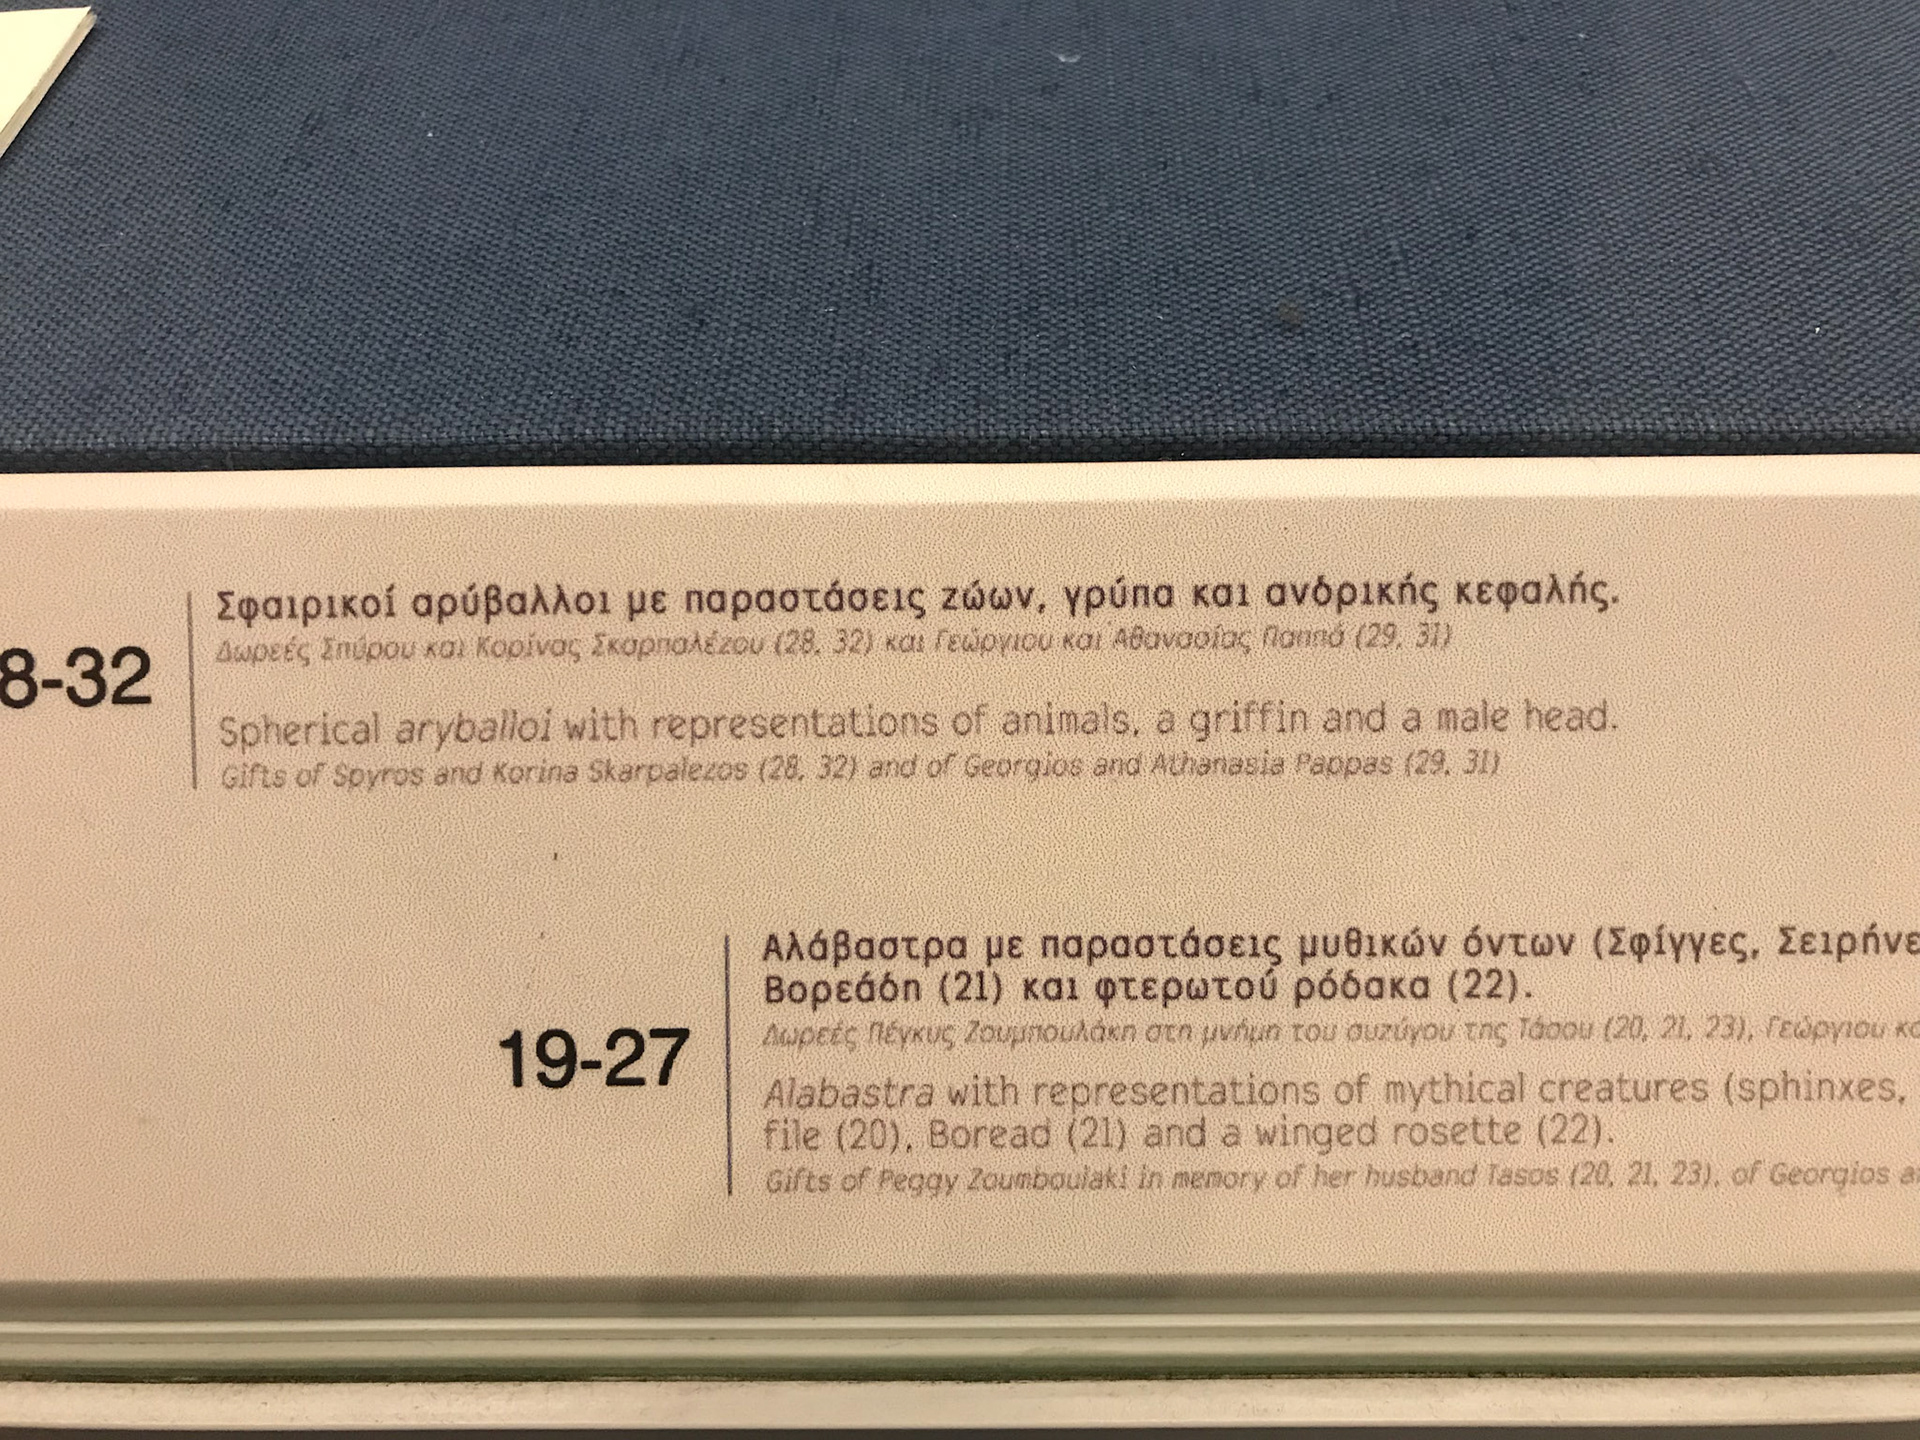 8-32
Σφαιρικοί αρύβαλλοι με παραστάσεις ζώων, γρύπα και ανδρικής κεφαλής.
Δωρεές Σπύρου και Κορίνας Σκαρπαλέζου (28, 32) και Γεώργιου και Αθανασίας Παππά (29, 31)
Spherical aryballoi with representations of animals, a griffin and a male head.
Gifts of Spyros and Korina Skarpalezos (28, 32) and of Georgios and Athanasia Pappas (29, 31)
19-27
Αλάβαστρα με παραστάσεις μυθικών όντων (Σφίγγες, Σειρήνε
Βορεάδη (21) και φτερωτού ρόδακα (22).
Δωρεές Πέγκυς Ζουμπουλάκη στη μνήμη του συζύγου της Τάσου (20, 21, 23), Γεώργιου κα
Alabastra with representations of mythical creatures (sphinxes,
file (20), Boread (21) and a winged rosette (22).
Gifts of Peggy Zoumboulaki in memory of her husband Tasos (20, 21, 23), of Georgios a